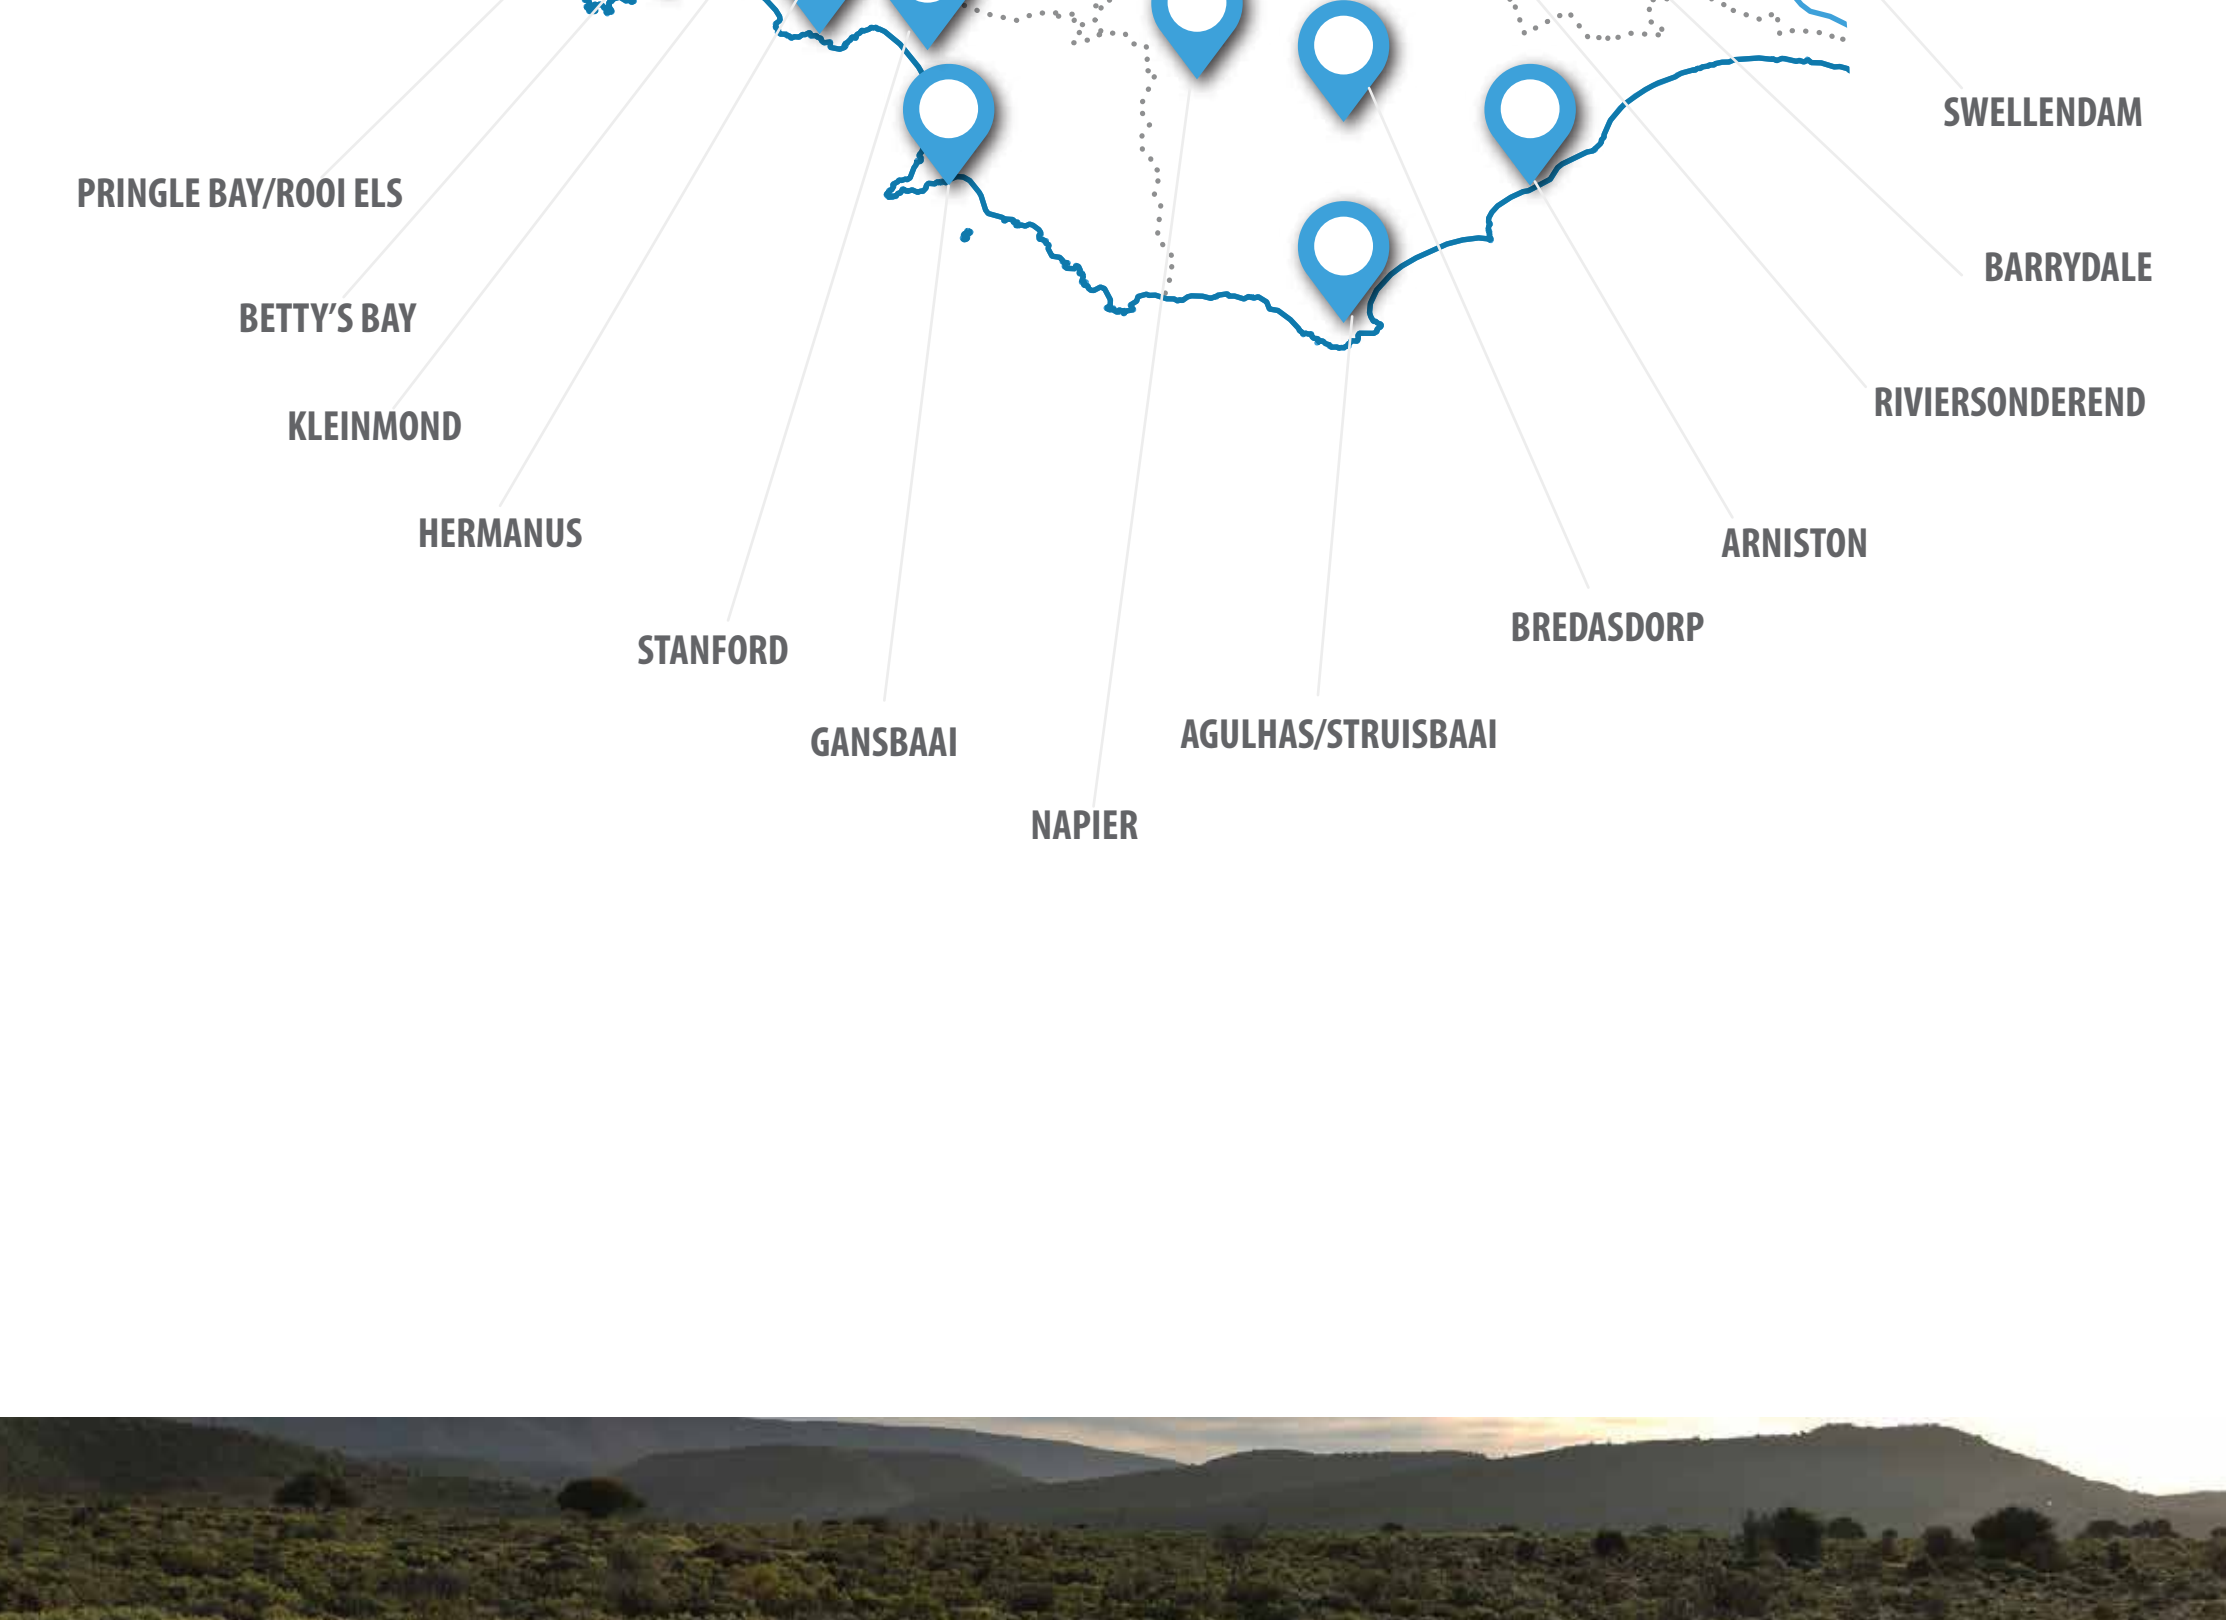 SWELLENDAM
PRINGLE BAY/ROOI ELS
BARRYDALE
BETTY'S BAY
RIVIERSONDEREND
KLEINMOND
HERMANUS
ARNISTON
BREDASDORP
STANFORD
AGULHAS/STRUISBAAI
GANSBAAI
NAPIER